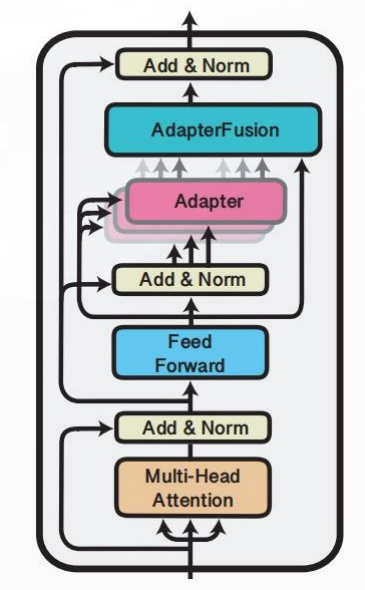 Add & Norm
AdapterFusion
Adapter
Add & Norm
Feed
Forward
Add & Norm
Multi-Head
Attention